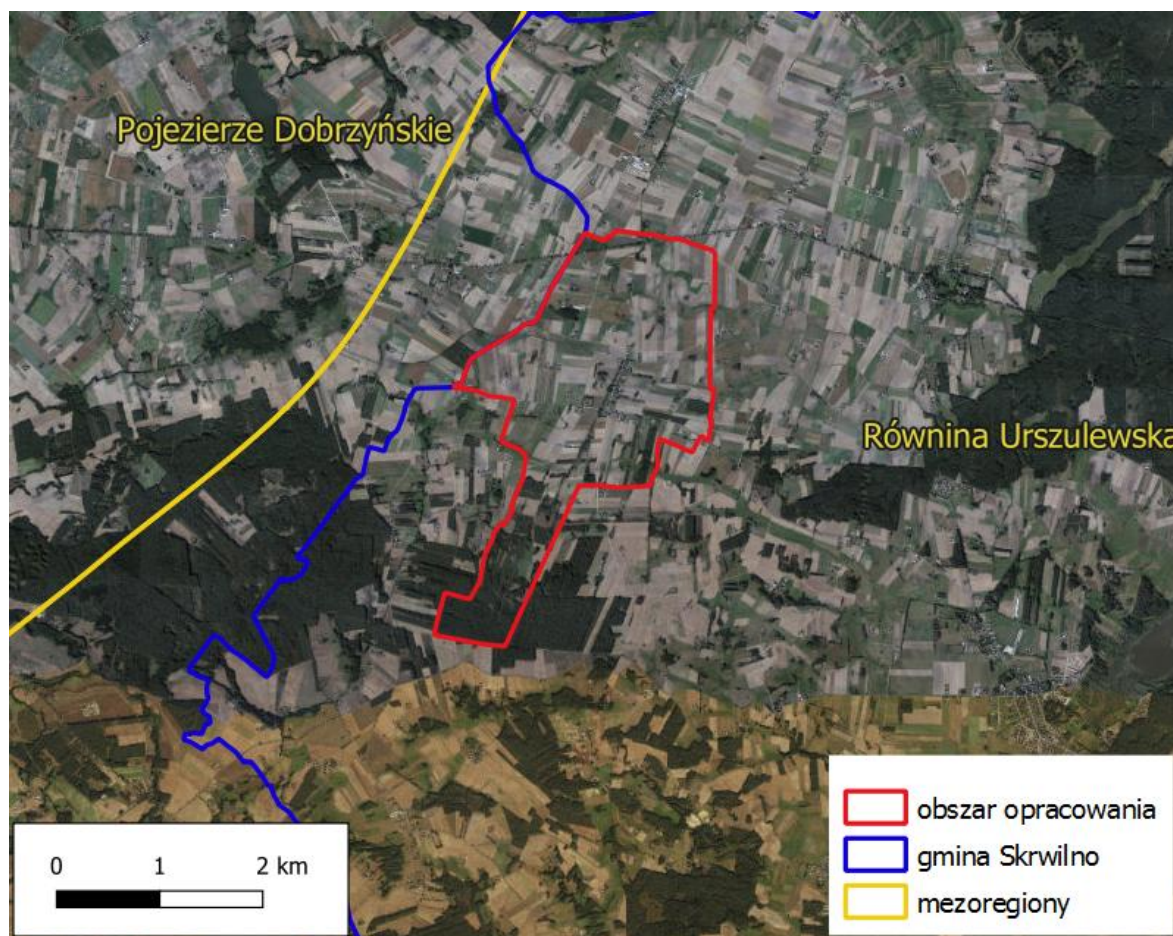 Pojezierze Dobrzyńskie
Równina Urszulewska
0 1 2 km
obszar opracowania
gmina Skrwilno
mezoregiony